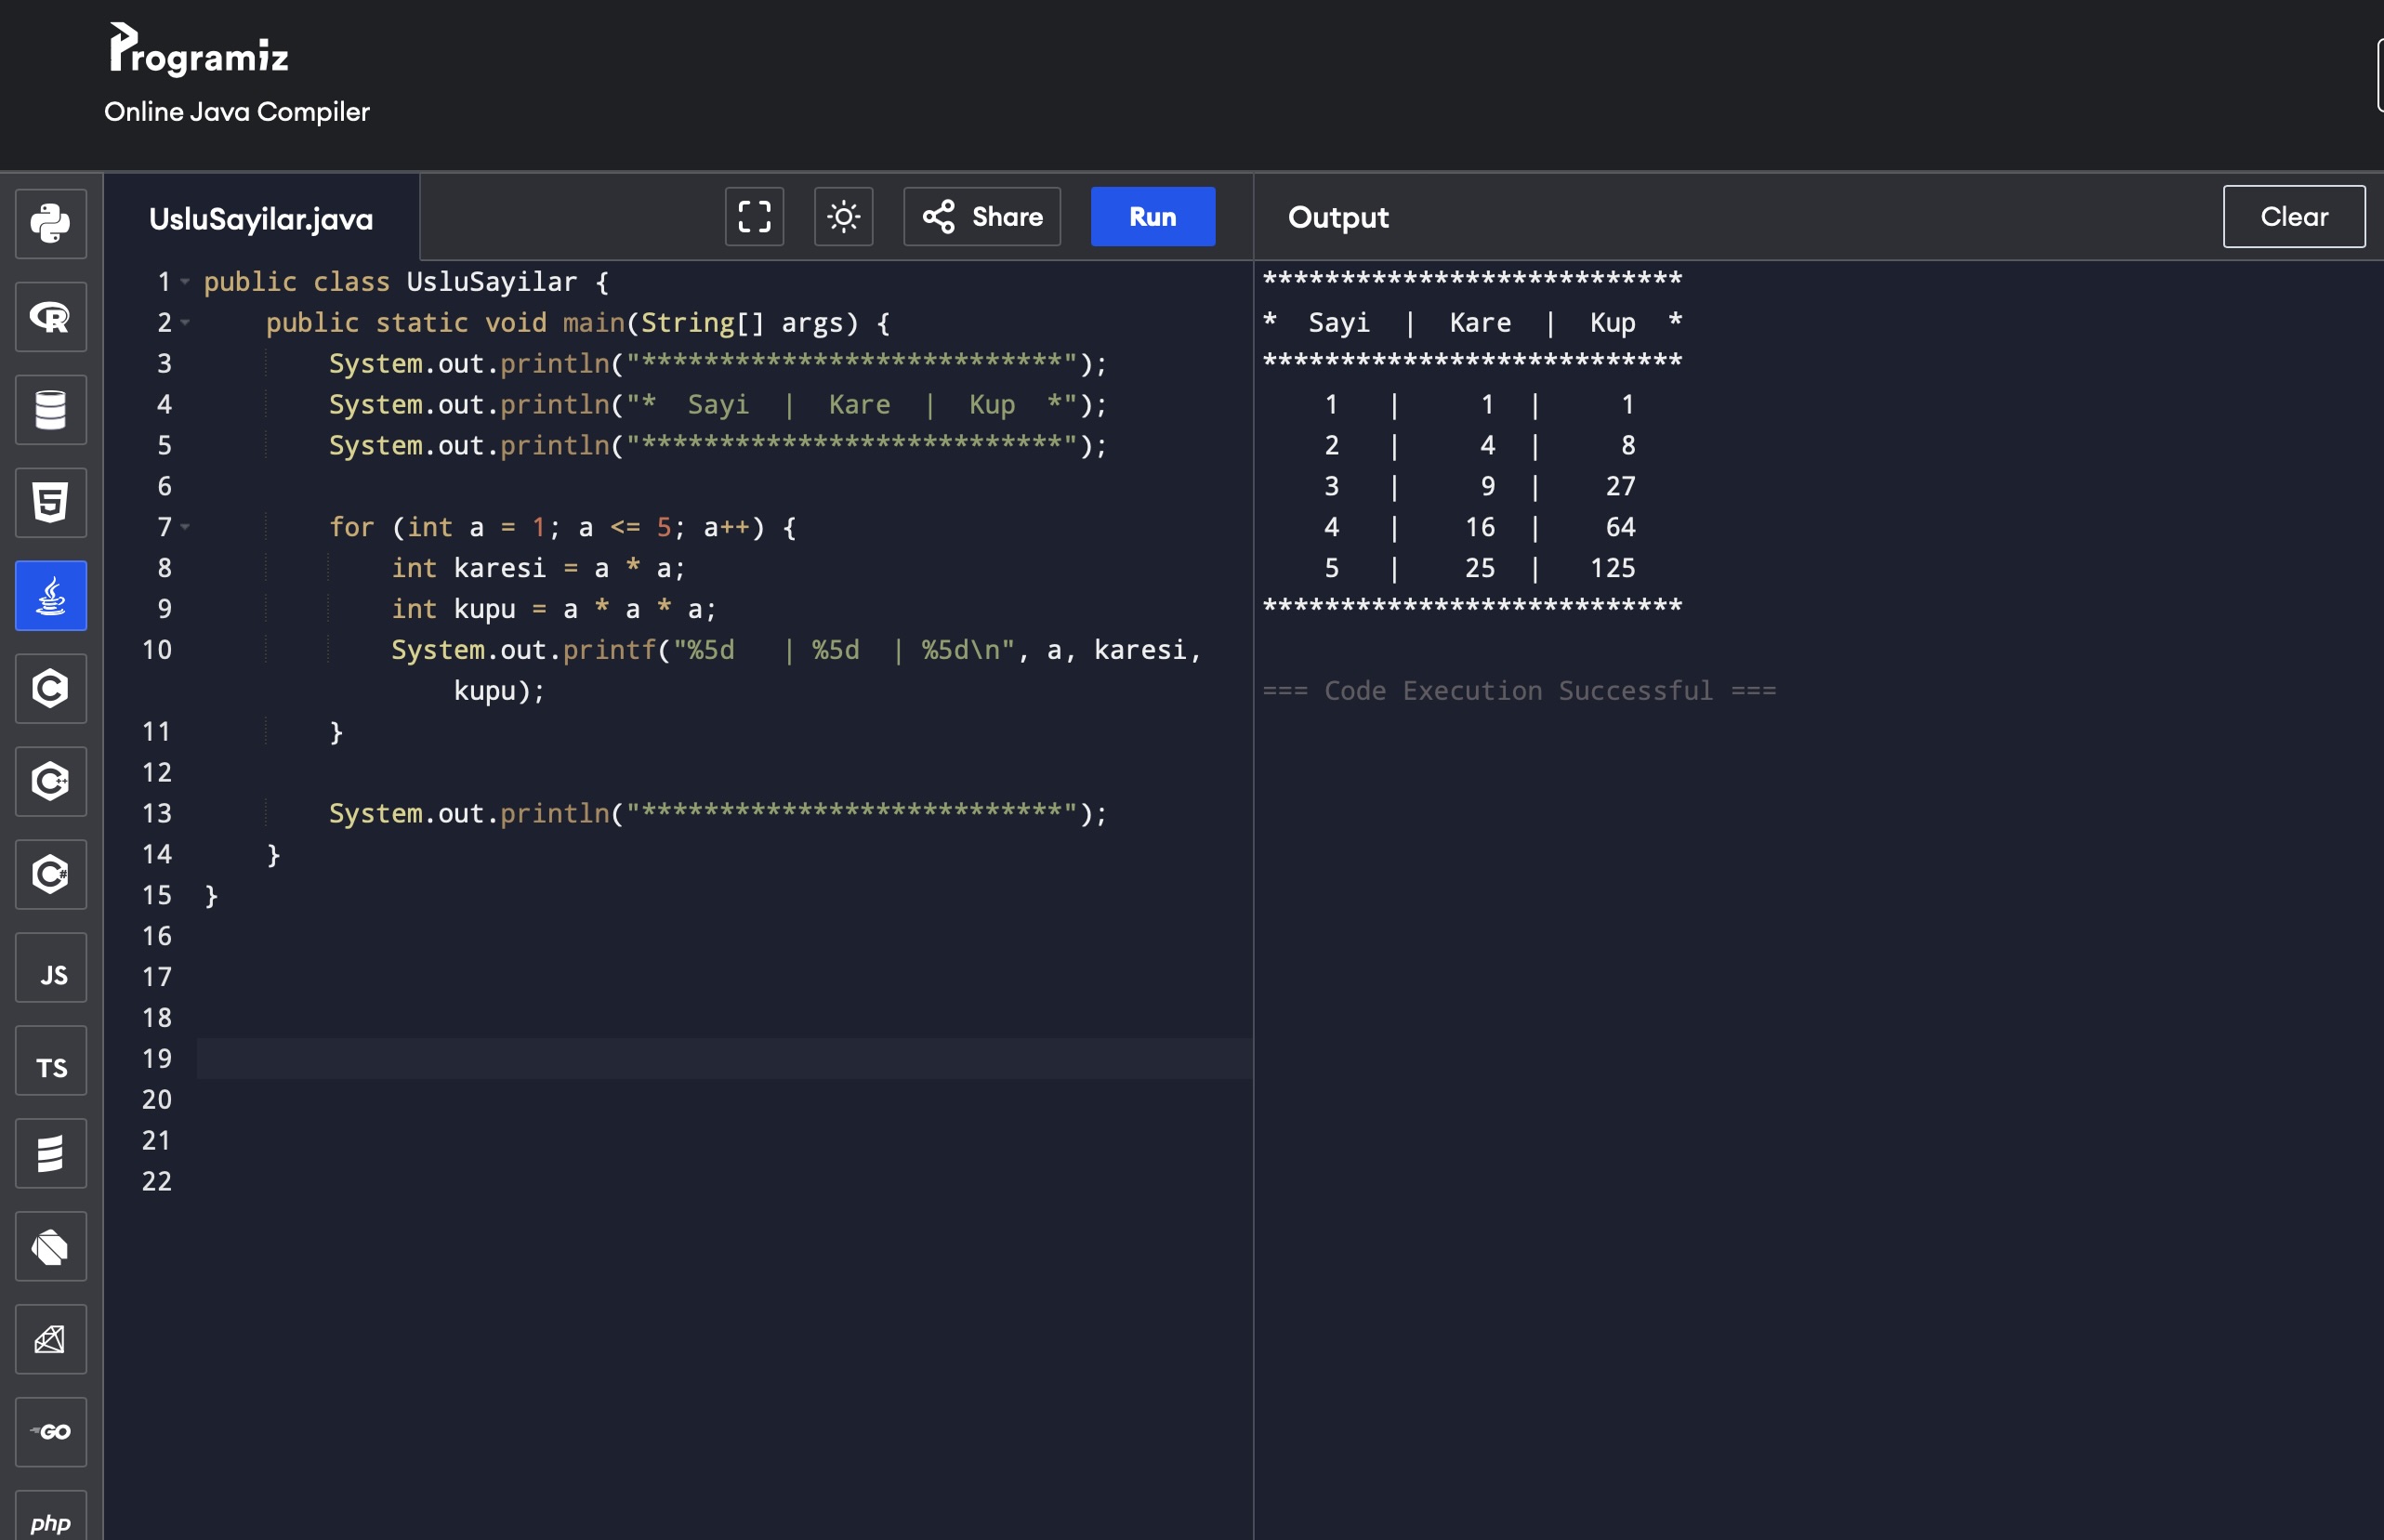 Programiz
Online Java Compiler
UsluSayilar.java
Share
Run
Output
Clear
1 public class UsluSayilar {
2     public static void main(String[] args) {
3         System.out.println("***************************");
4         System.out.println("*  Sayi  |  Kare  |  Kup  *");
5         System.out.println("***************************");
6
7         for (int a = 1; a <= 5; a++) {
8             int karesi = a * a;
9             int kupu = a * a * a;
10             System.out.printf("%5d   | %5d  | %5d\n", a, karesi,
                kupu);
11         }
12
13         System.out.println("***************************");
14     }
15 }
16
17
18
19
20
21
22
***************************
*  Sayi  |  Kare  |  Kup  *
***************************
    1   |     1  |     1
    2   |     4  |     8
    3   |     9  |    27
    4   |    16  |    64
    5   |    25  |   125
***************************
=== Code Execution Successful ===
R
5
C
C++
C#
JS
TS
GO
php